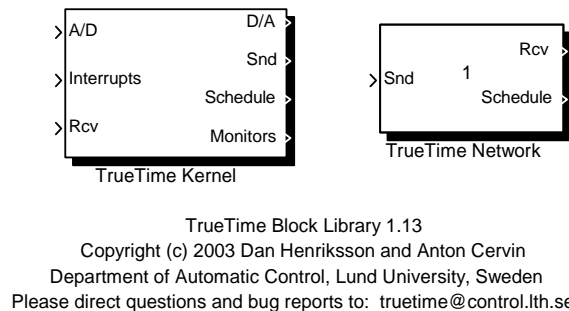 A/D
Interrupts
Rcv
D/A
Snd
Schedule
Monitors
TrueTime Kernel
Snd
1
Rcv
Schedule
TrueTime Network
TrueTime Block Library 1.13
Copyright (c) 2003 Dan Henriksson and Anton Cervin
Department of Automatic Control, Lund University, Sweden
Please direct questions and bug reports to: truetime@control.lth.se